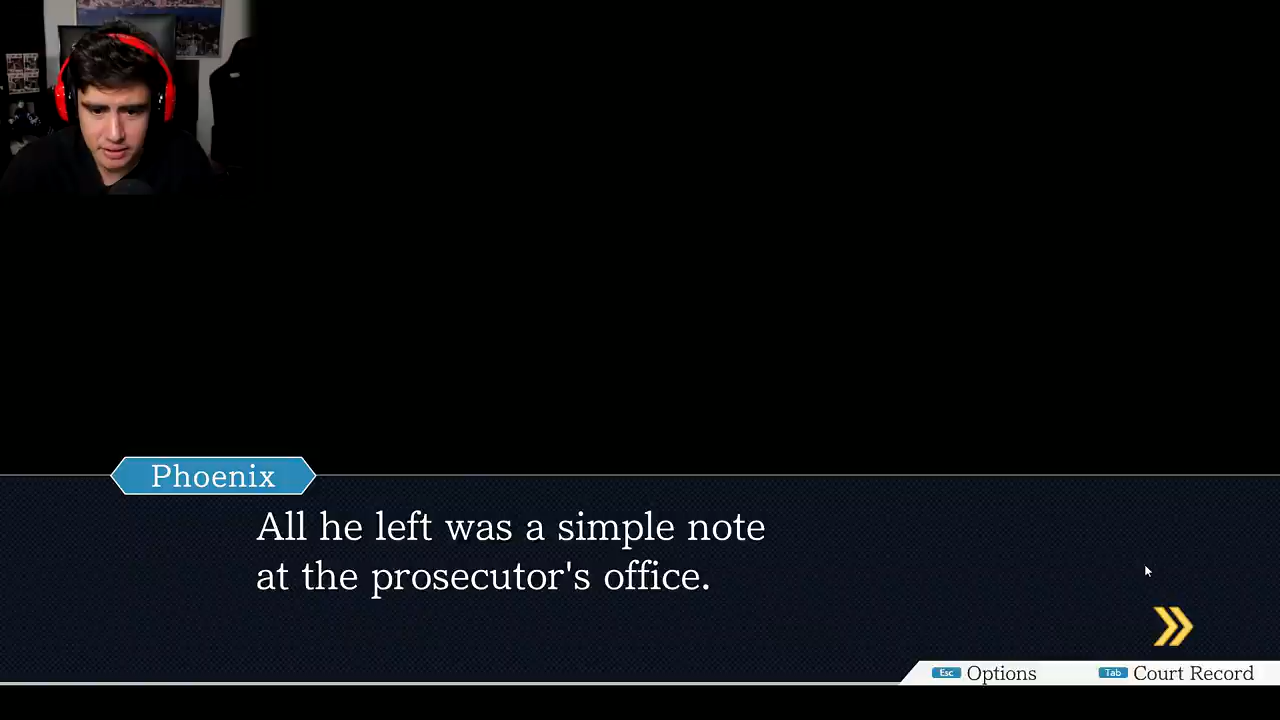 Phoenix
All he left was a simple note
at the prosecutor's office.
Esc Options Tab Court Record